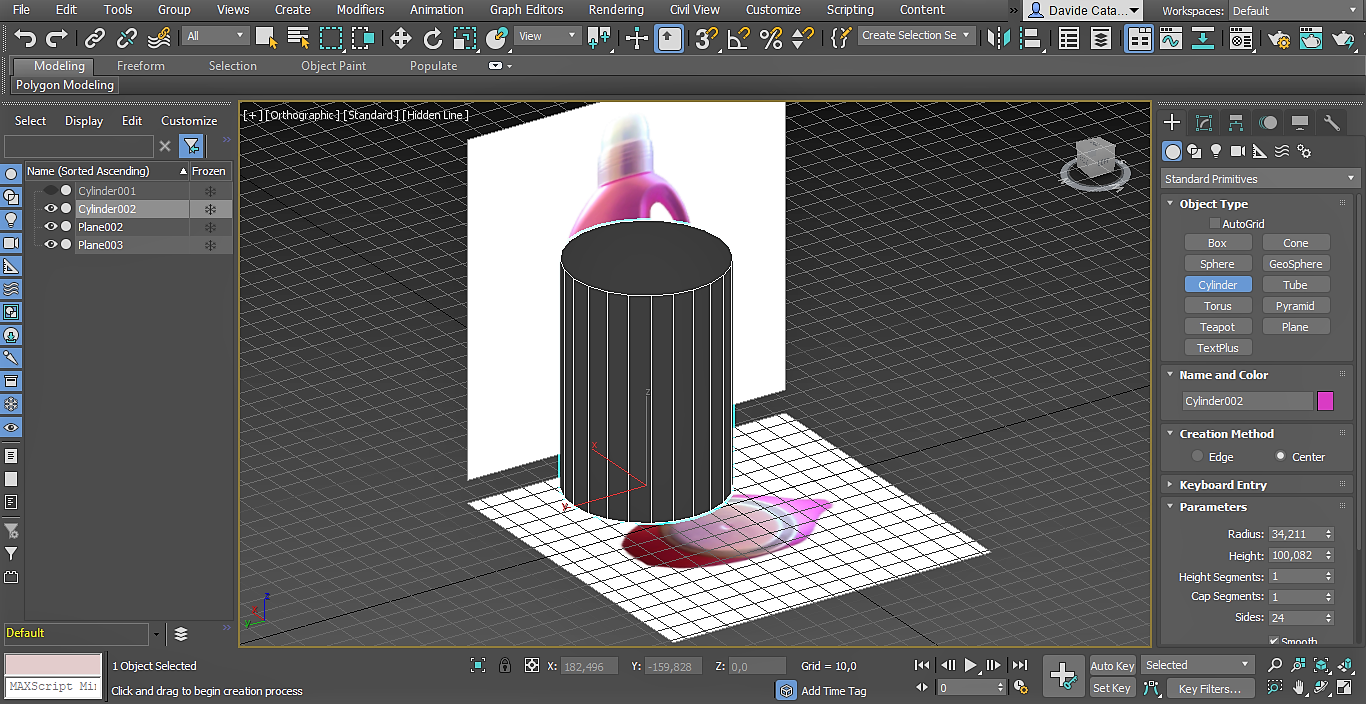 File Edit Tools Group Views Create Modifiers Animation Graph Editors Rendering Civil View Customize Scripting Content » Davide Cata... Workspaces: Default
All View Create Selection Se
Modeling Freeform Selection Object Paint Populate
Polygon Modeling
Select Display Edit Customize
Name (Sorted Ascending) Frozen
Cylinder001
Cylinder002
Plane002
Plane003
Default
[+] [Orthographic] [Standard] [Hidden Line]
z
x
y
z
x
y
Standard Primitives
Object Type
AutoGrid
Box Cone
Sphere GeoSphere
Cylinder Tube
Torus Pyramid
Teapot Plane
TextPlus
Name and Color
Cylinder002
Creation Method
Edge Center
Keyboard Entry
Parameters
Radius: 34,211
Height: 100,082
Height Segments: 1
Cap Segments: 1
Sides: 24
Smooth
MAXScript Mi
1 Object Selected
Click and drag to begin creation process
X: 182,496 Y: -159,828 Z: 0,0 Grid = 10,0
Add Time Tag
0
Auto Key Selected
Set Key Key Filters...